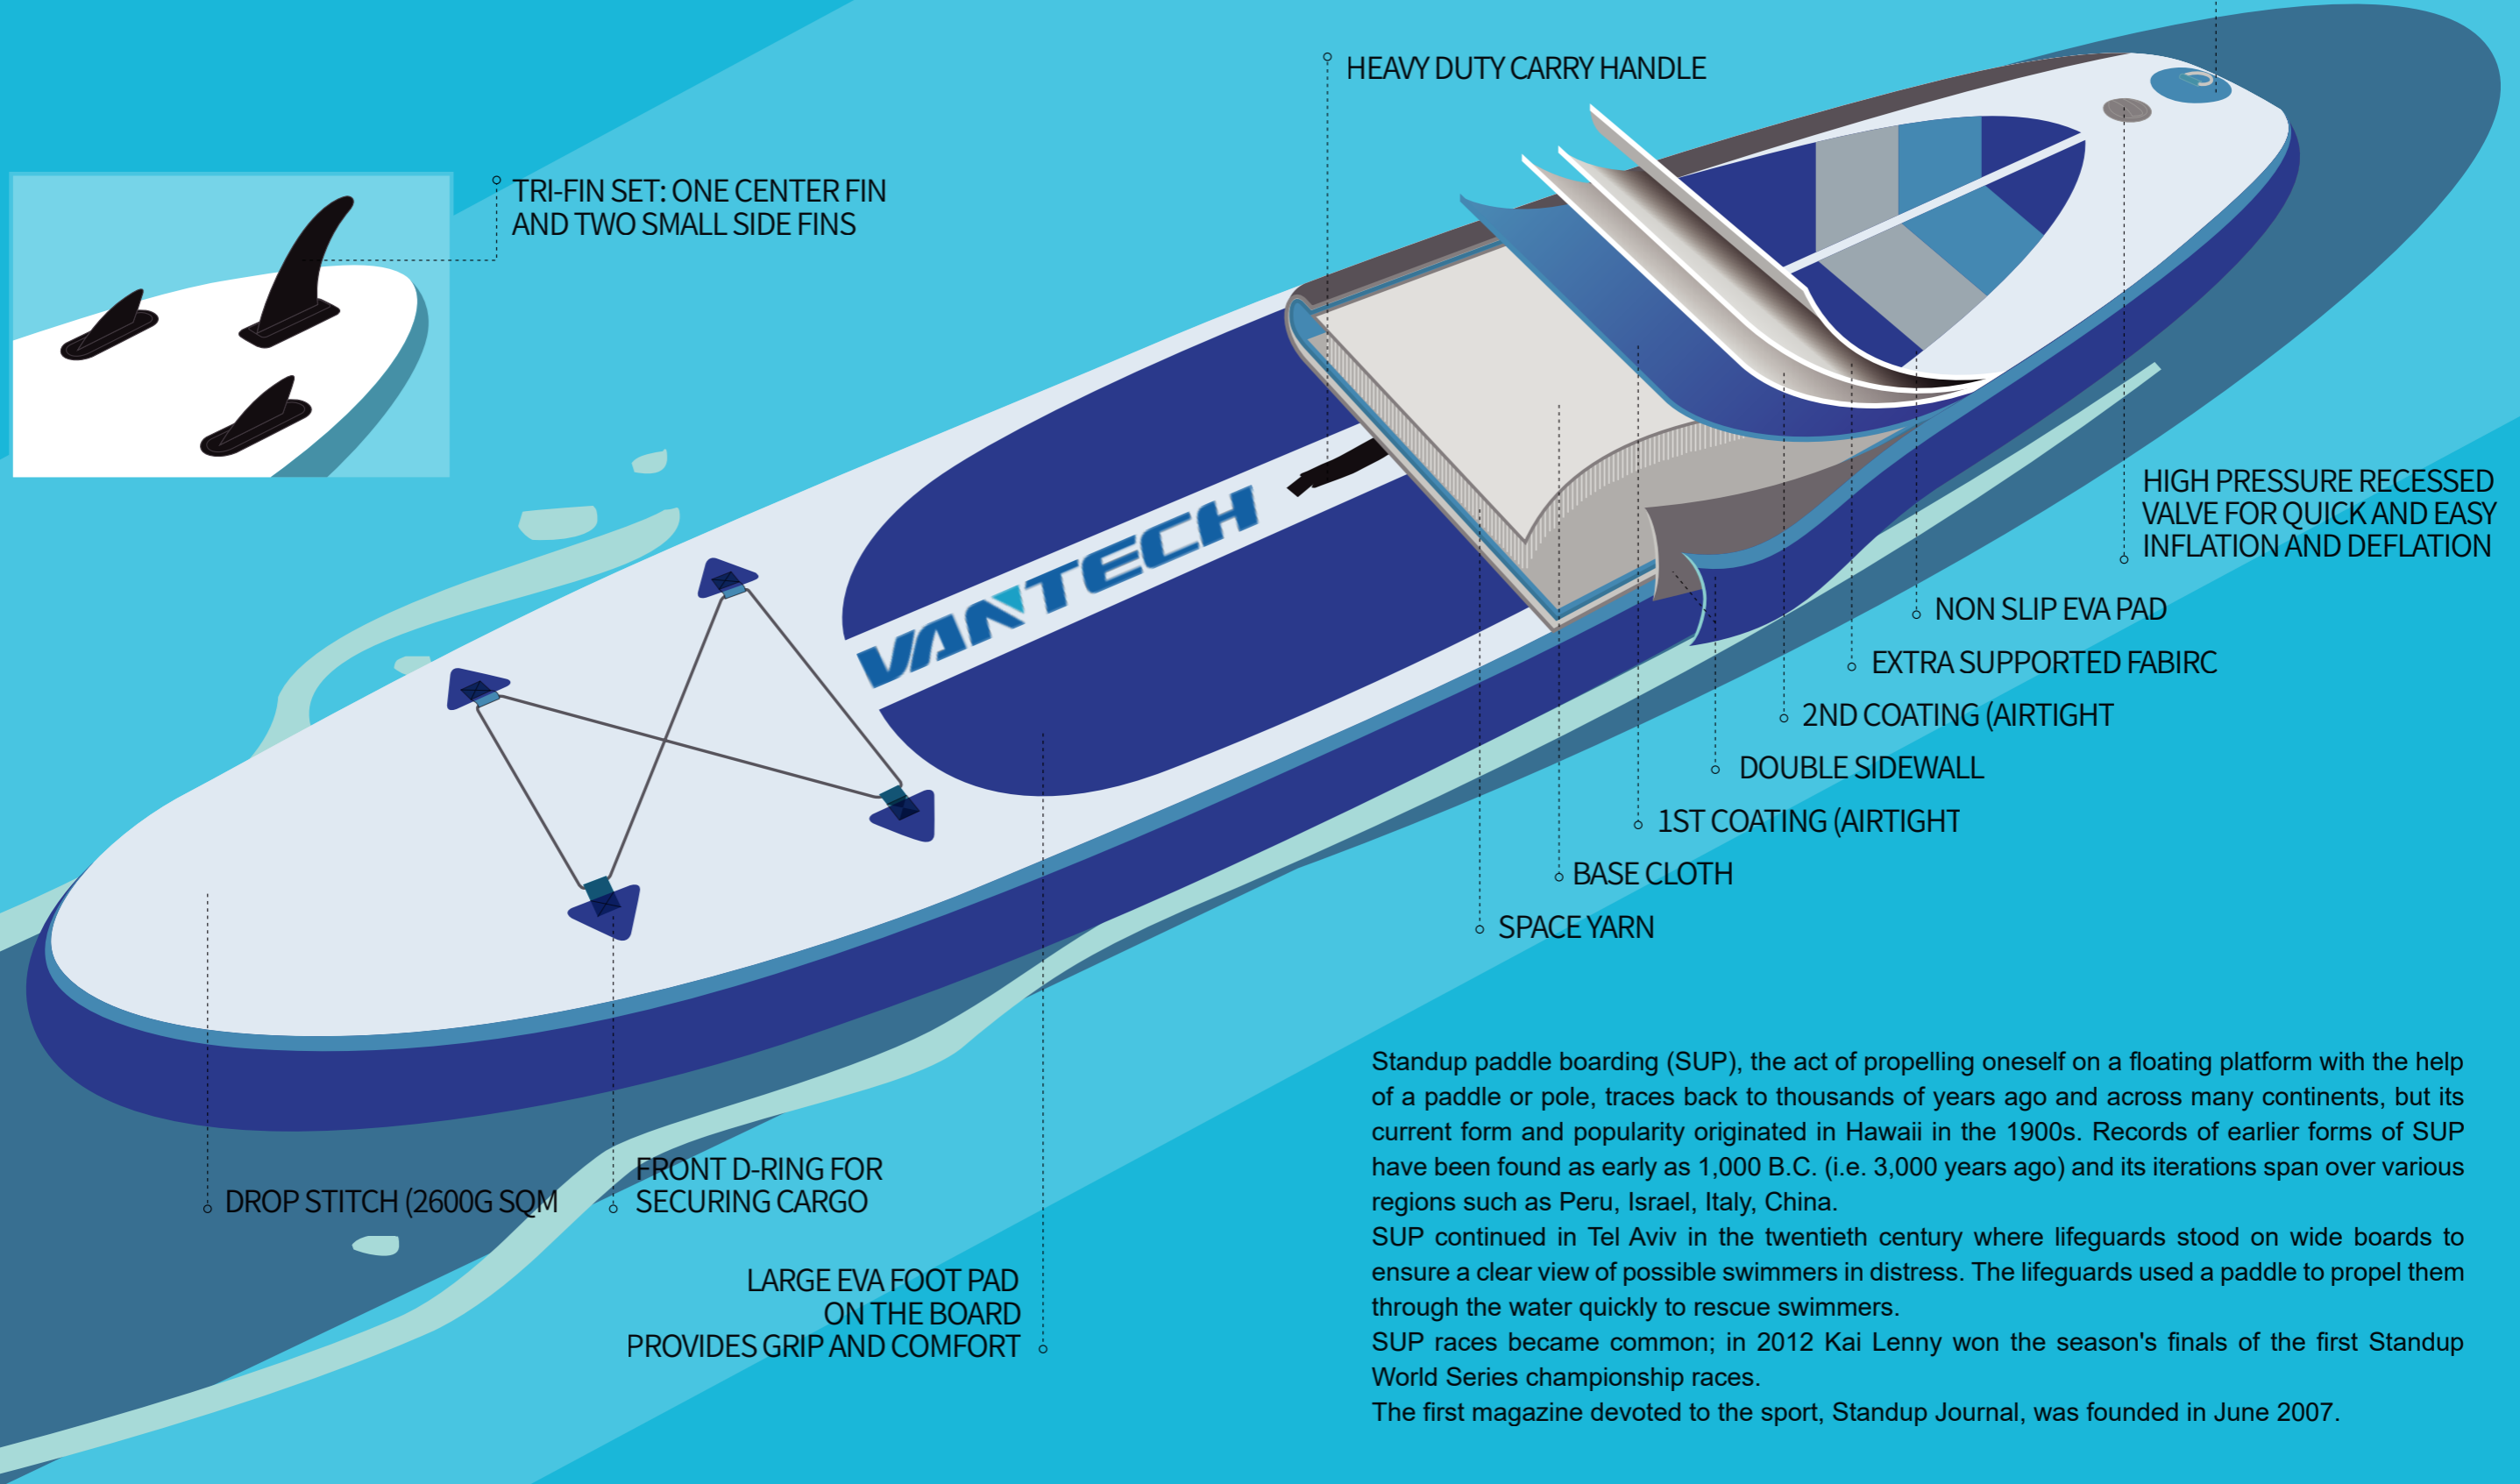 HEAVY DUTY CARRY HANDLE
TRI-FIN SET: ONE CENTER FIN
AND TWO SMALL SIDE FINS
VANTECH
HIGH PRESSURE RECESSED
VALVE FOR QUICK AND EASY
INFLATION AND DEFLATION
NON SLIP EVA PAD
EXTRA SUPPORTED FABIRC
2ND COATING (AIRTIGHT
DOUBLE SIDEWALL
1ST COATING (AIRTIGHT
BASE CLOTH
SPACE YARN
DROP STITCH (2600G SQM
FRONT D-RING FOR
SECURING CARGO
LARGE EVA FOOT PAD
ON THE BOARD
PROVIDES GRIP AND COMFORT
Standup paddle boarding (SUP), the act of propelling oneself on a floating platform with the help
of a paddle or pole, traces back to thousands of years ago and across many continents, but its
current form and popularity originated in Hawaii in the 1900s. Records of earlier forms of SUP
have been found as early as 1,000 B.C. (i.e. 3,000 years ago) and its iterations span over various
regions such as Peru, Israel, Italy, China.
SUP continued in Tel Aviv in the twentieth century where lifeguards stood on wide boards to
ensure a clear view of possible swimmers in distress. The lifeguards used a paddle to propel them
through the water quickly to rescue swimmers.
SUP races became common; in 2012 Kai Lenny won the season's finals of the first Standup
World Series championship races.
The first magazine devoted to the sport, Standup Journal, was founded in June 2007.